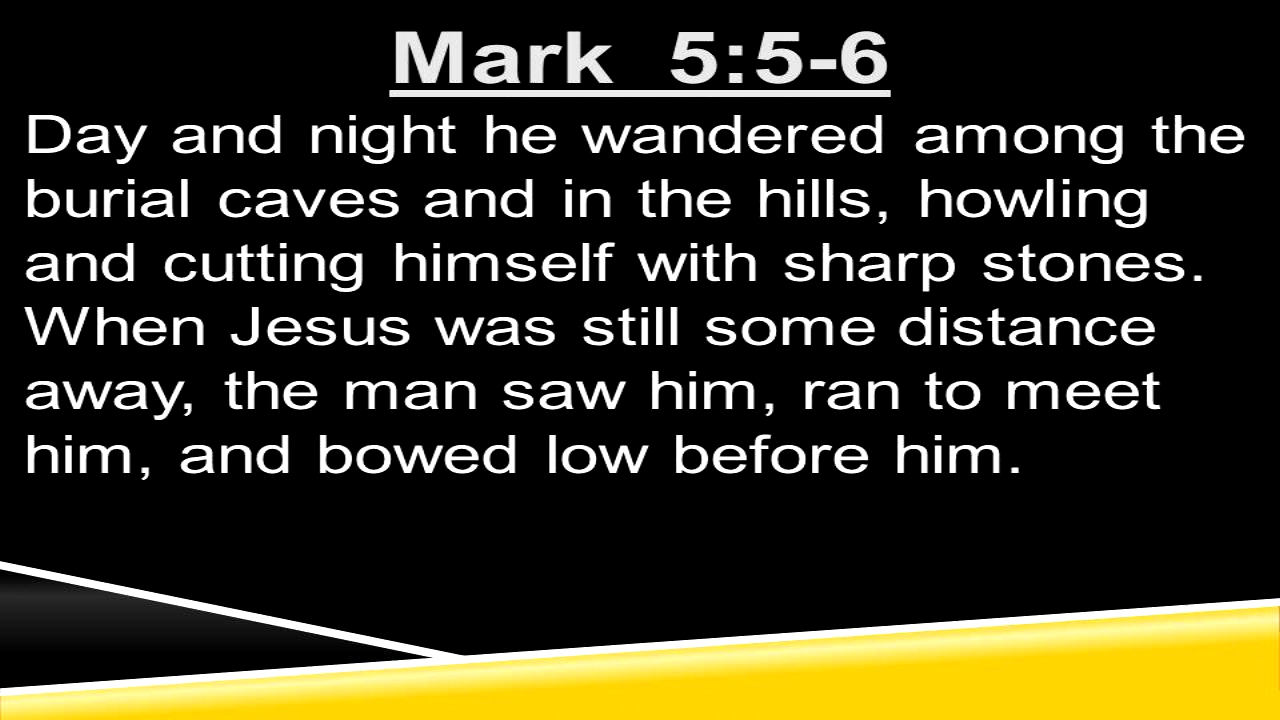 Mark 5:5-6
Day and night he wandered among the
burial caves and in the hills, howling
and cutting himself with sharp stones.
When Jesus was still some distance
away, the man saw him, ran to meet
him, and bowed low before him.